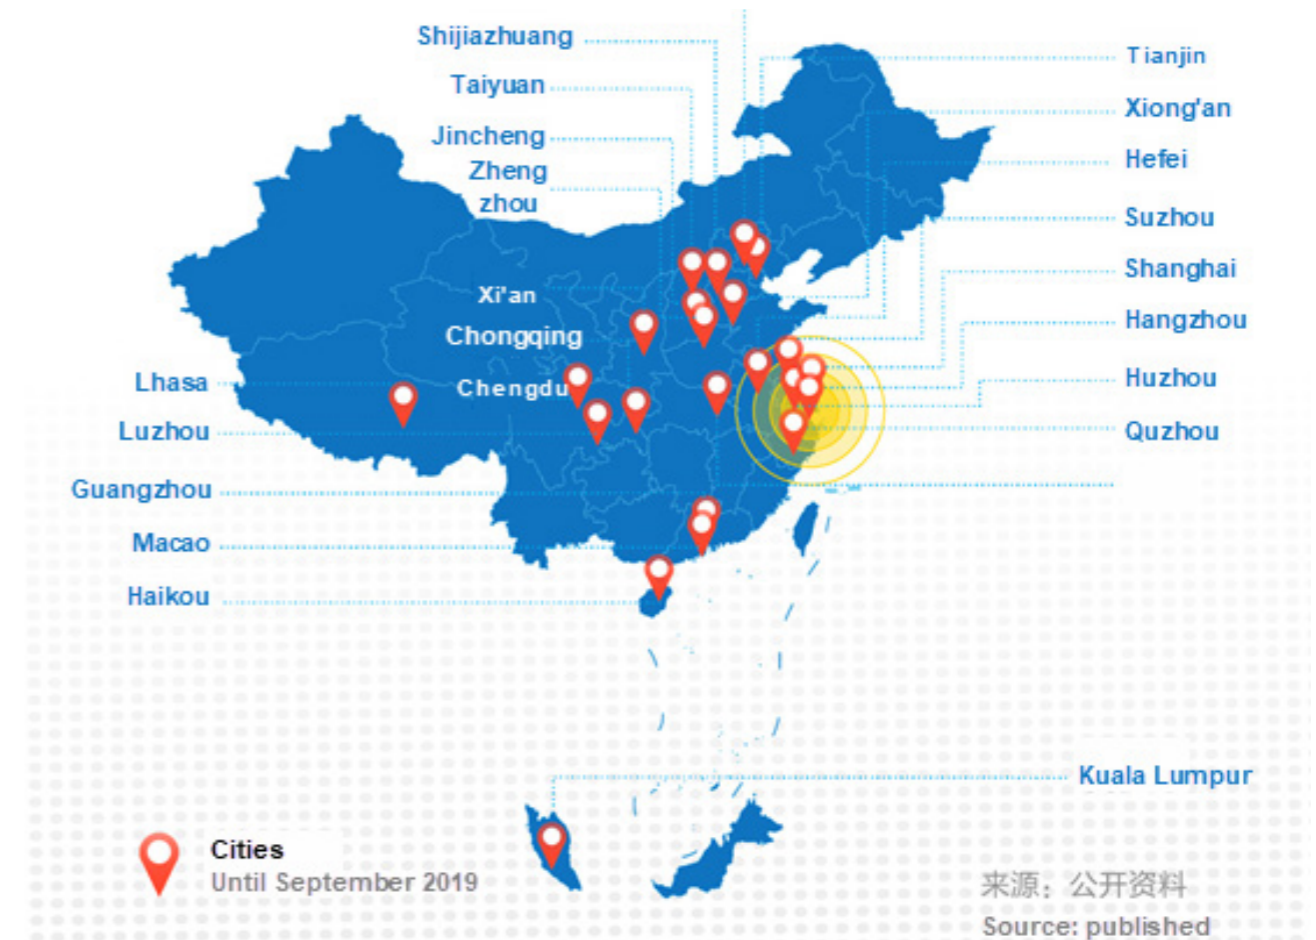 Shijiazhuang
Taiyuan
Jincheng
Zheng
zhou
Xi'an
Chongqing
Chengdu
Lhasa
Luzhou
Guangzhou
Macao
Haikou
Tianjin
Xiong'an
Hefei
Suzhou
Shanghai
Hangzhou
Huzhou
Quzhou
Kuala Lumpur
Cities
Until September 2019
来源：公开资料
Source: published